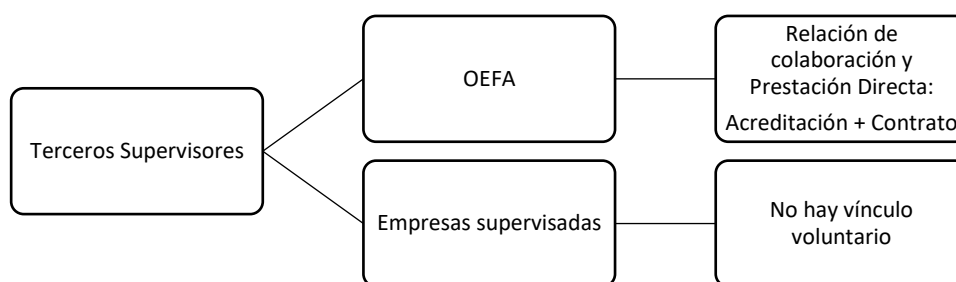 Terceros Supervisores
OEFA
Relación de
colaboración y
Prestación Directa:
Acreditación + Contrato
Empresas supervisadas
No hay vínculo
voluntario